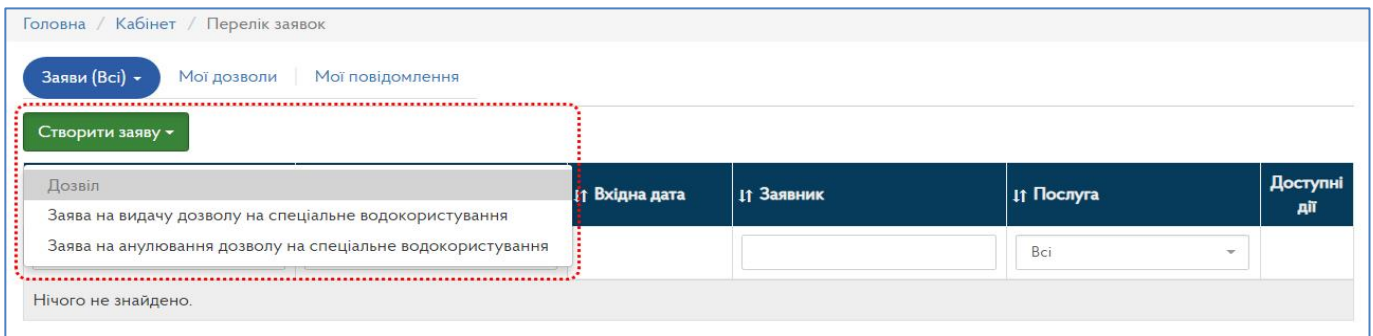 Головна / Кабінет / Перелік заявок
Заяви (Всі) Мої дозволи Мої повідомлення
Створити заяву
Дозвіл
Заява на видачу дозволу на спеціальне водокористування
Заява на анулювання дозволу на спеціальне водокористування
Вхідна дата Заявник Послуга Доступні дії
Всі
Нічого не знайдено.